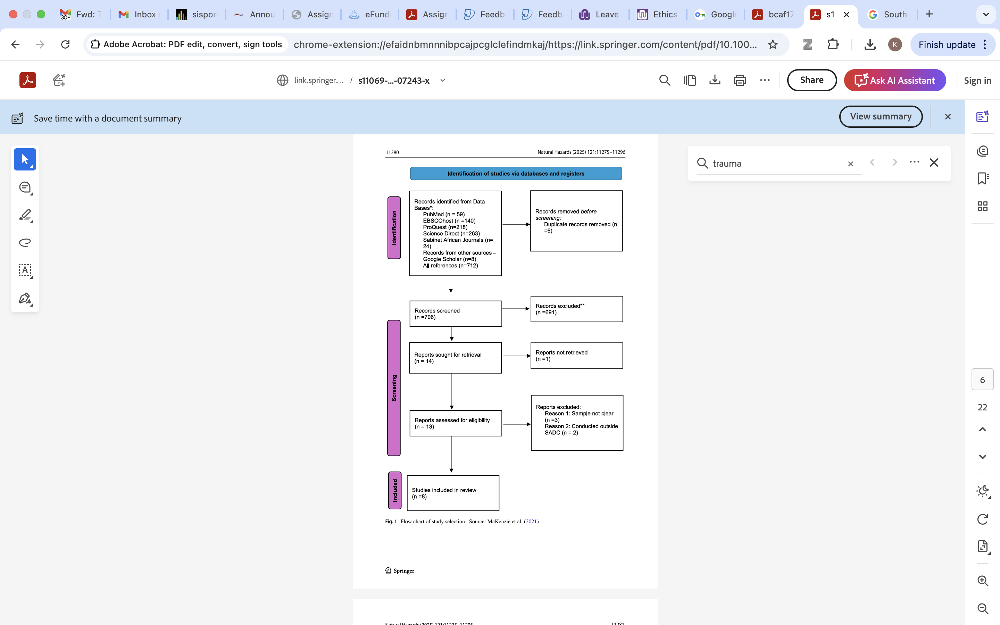 30+
Fwd: T
Inbox
sispor
Annou
Assign
eFund
Assign
Feedb
Feedb
Leave
Ethics
Google
bcaf17
s1
South
Adobe Acrobat: PDF edit, convert, sign tools
chrome-extension://efaidnbmnnnibpcajpcglclefindmkaj/https://link.springer.com/content/pdf/10.100...
K
Finish update
link.springer.... / s11069-...-07243-x
Share
Ask AI Assistant
Sign in
Save time with a document summary
View summary
trauma
11280
Natural Hazards (2025) 121:11275–11296
Identification of studies via databases and registers
Identification
Records identified from Data
Bases*:
PubMed (n = 59)
EBSCOhost (n =140)
ProQuest (n=218)
Science Direct (n=263)
Sabinet African Journals (n=
24)
Records from other sources –
Google Scholar (n=8)
All references (n=712)
Records removed before
screening:
Duplicate records removed (n
=6)
Screening
Records screened
(n =706)
Records excluded**
(n =691)
Reports sought for retrieval
(n = 14)
Reports not retrieved
(n =1)
Reports assessed for eligibility
(n = 13)
Reports excluded:
Reason 1: Sample not clear
(n =3)
Reason 2: Conducted outside
SADC (n = 2)
Included
Studies included in review
(n =8)
Fig. 1 Flow chart of study selection. Source: McKenzie et al. (2021)
Springer
Natural Hazards (2025) 121:11275–11296
11281
6
22